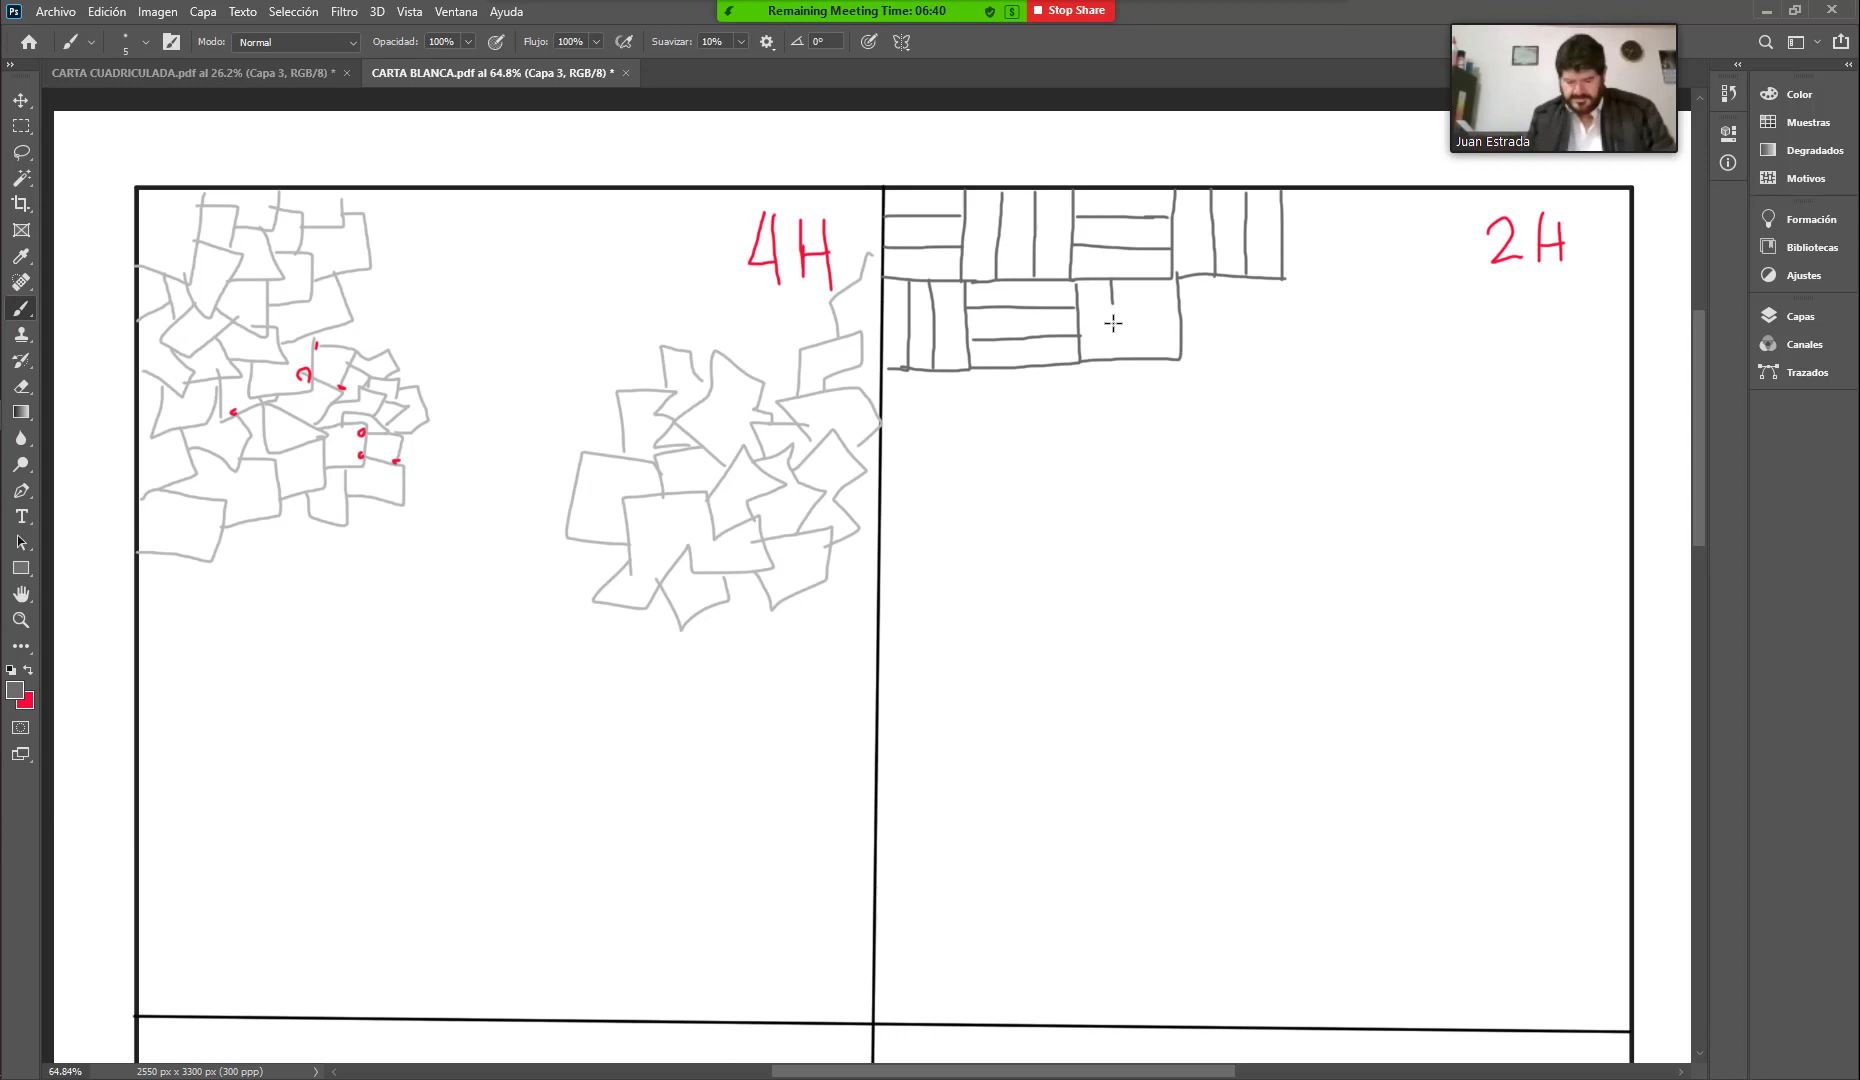 Ps Archivo Edición Imagen Capa Texto Selección Filtro 3D Vista Ventana Ayuda
Remaining Meeting Time: 06:40
$
Stop Share
5
Modo: Normal Opacidad: 100% Flujo: 100% Suavizar: 10% 0°
CARTA CUADRICULADA.pdf al 26.2% (Capa 3, RGB/8) * ×
CARTA BLANCA.pdf al 64.8% (Capa 3, RGB/8) * ×
Juan Estrada
Color
Muestras
Degradados
Motivos
Formación
Bibliotecas
Ajustes
Capas
Canales
Trazados
4H
2H
64.84% 2550 px x 3300 px (300 ppp)